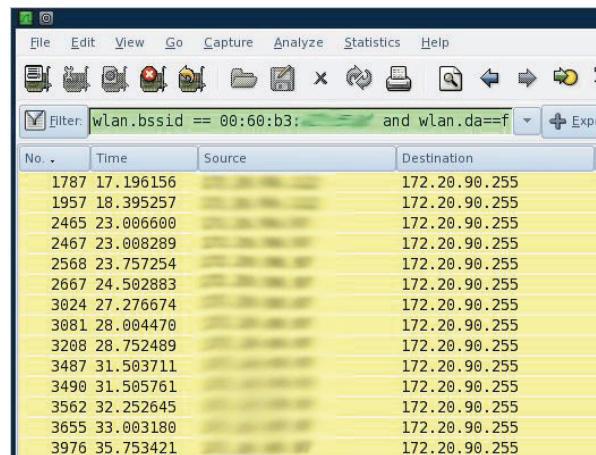 File Edit View Go Capture Analyze Statistics Help
Filter: wlan.bssid == 00:60:b3: and wlan.da==f Expr
No. . Time Source Destination
1787 17.196156 172.20.90.255
1957 18.395257 172.20.90.255
2465 23.006600 172.20.90.255
2467 23.008289 172.20.90.255
2568 23.757254 172.20.90.255
2667 24.502883 172.20.90.255
3024 27.276674 172.20.90.255
3081 28.004470 172.20.90.255
3208 28.752489 172.20.90.255
3487 31.503711 172.20.90.255
3490 31.505761 172.20.90.255
3562 32.252645 172.20.90.255
3655 33.003180 172.20.90.255
3976 35.753421 172.20.90.255